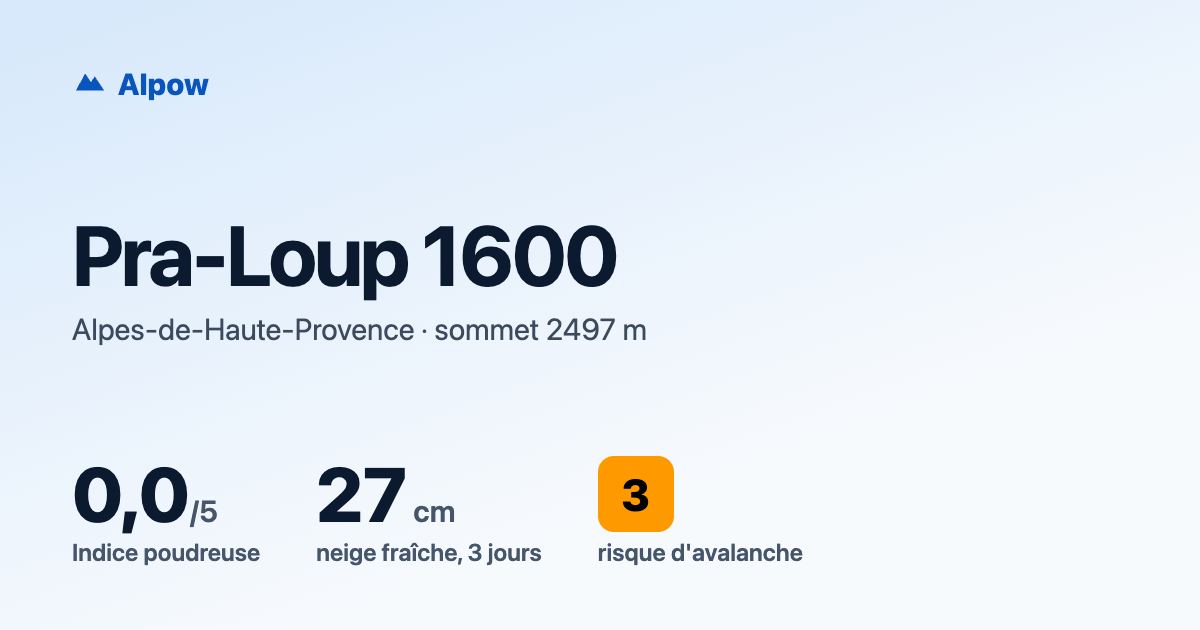 Alpow
Pra-Loup 1600
Alpes-de-Haute-Provence · sommet 2497 m
0,0/5 27 cm 3
Indice poudreuse neige fraîche, 3 jours risque d'avalanche